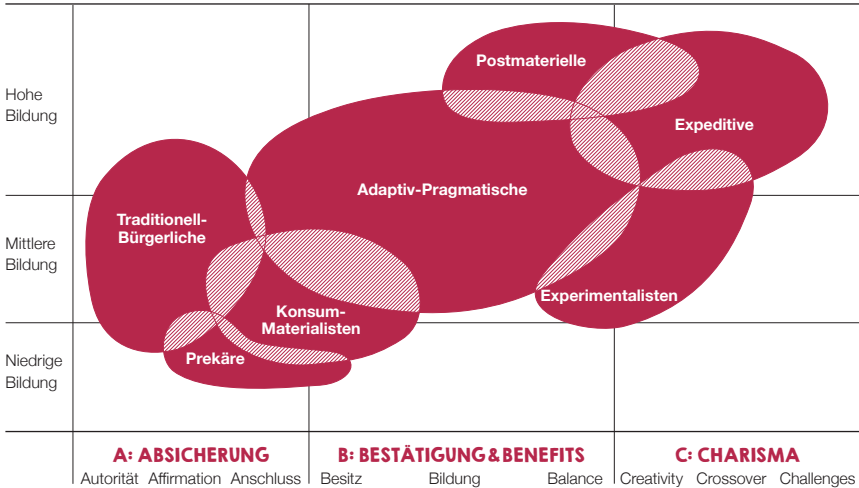 Postmaterielle
Hohe
Bildung
Expeditive
Adaptiv-Pragmatische
Traditionell-
Bürgerliche
Mittlere
Bildung
Experimentalisten
Konsum-
Materialisten
Prekäre
Niedrige
Bildung
A: ABSICHERUNG
B: BESTÄTIGUNG & BENEFITS
C: CHARISMA
Autorität Affirmation Anschluss
Besitz Bildung Balance
Creativity Crossover Challenges